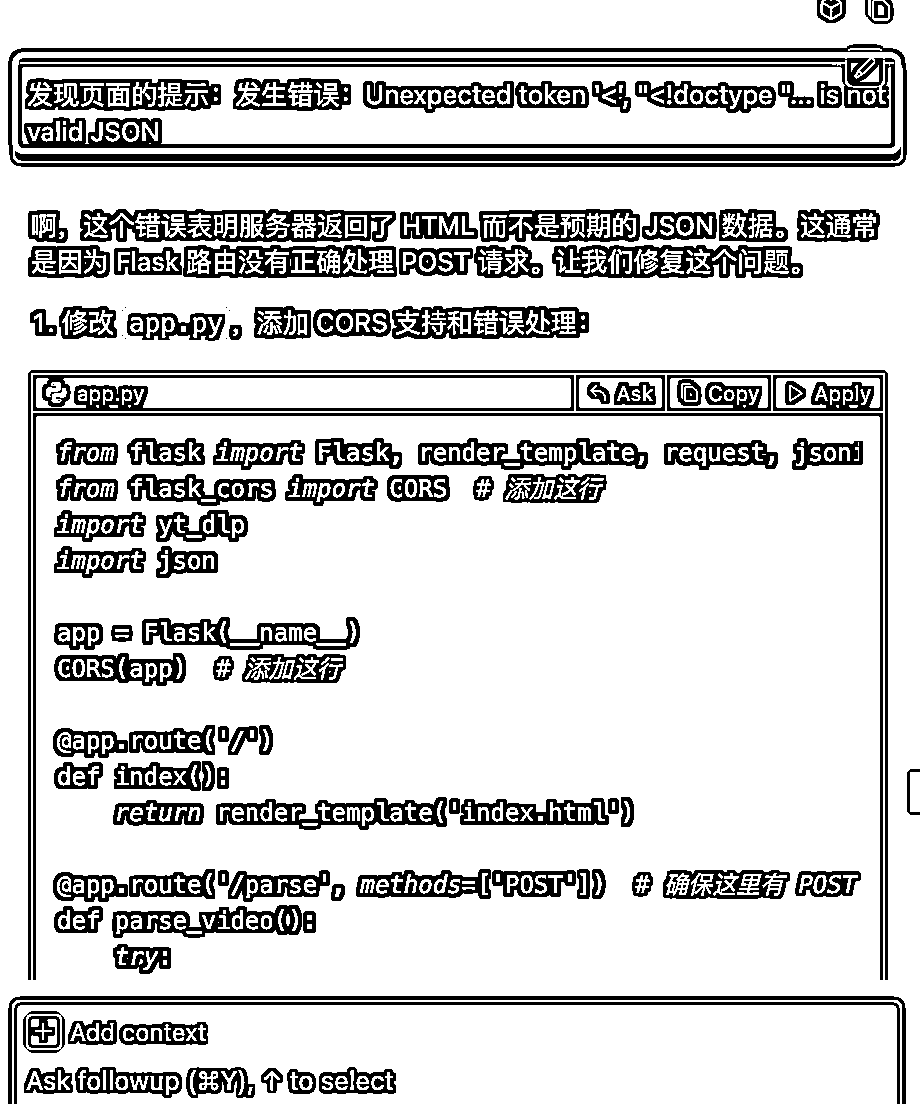 发现页面的提示：发生错误：Unexpected token '<', "<!doctype "... is not
valid JSON
啊，这个错误表明服务器返回了 HTML 而不是预期的 JSON 数据。这通常
是因为 Flask 路由没有正确处理 POST 请求。让我们修复这个问题。
1. 修改 app.py，添加 CORS 支持和错误处理：
app.py Ask Copy Apply
from flask import Flask, render_template, request, json
from flask_cors import CORS  # 添加这行
import yt_dlp
import json
app = Flask(__name__)
CORS(app)  # 添加这行
@app.route('/')
def index():
    return render_template('index.html')
@app.route('/parse', methods=['POST'])  # 确保这里有 POST
def parse_video():
    try:
Add context
Ask followup (⌘Y), ↑ to select